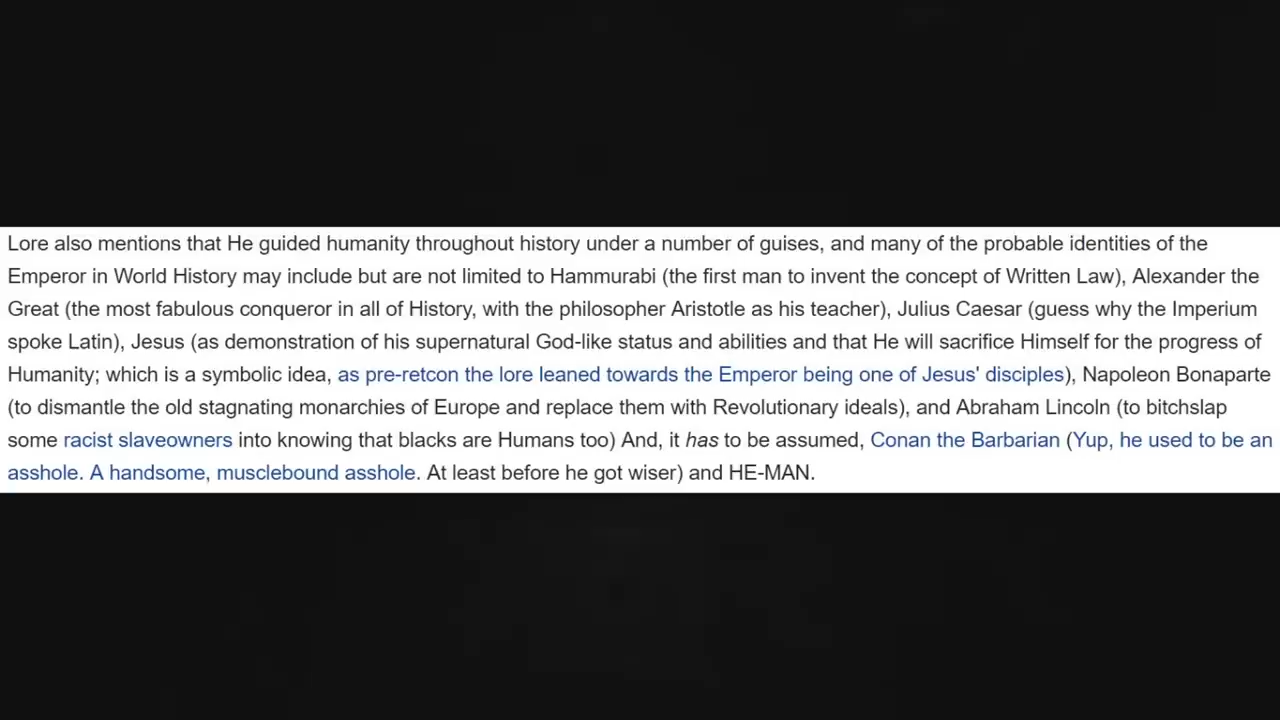 Lore also mentions that He guided humanity throughout history under a number of guises, and many of the probable identities of the
Emperor in World History may include but are not limited to Hammurabi (the first man to invent the concept of Written Law), Alexander the
Great (the most fabulous conqueror in all of History, with the philosopher Aristotle as his teacher), Julius Caesar (guess why the Imperium
spoke Latin), Jesus (as demonstration of his supernatural God-like status and abilities and that He will sacrifice Himself for the progress of
Humanity; which is a symbolic idea, as pre-retcon the lore leaned towards the Emperor being one of Jesus' disciples), Napoleon Bonaparte
(to dismantle the old stagnating monarchies of Europe and replace them with Revolutionary ideals), and Abraham Lincoln (to bitchslap
some racist slaveowners into knowing that blacks are Humans too) And, it has to be assumed, Conan the Barbarian (Yup, he used to be an
asshole. A handsome, musclebound asshole. At least before he got wiser) and HE-MAN.